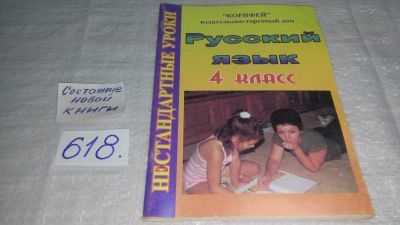 Состояние
новой
книги
618.
"КОРИФЕЙ"
издательско-торговый дом
Русский
язык
4 класс
НЕСТАНДАРТНЫЕ УРОКИ